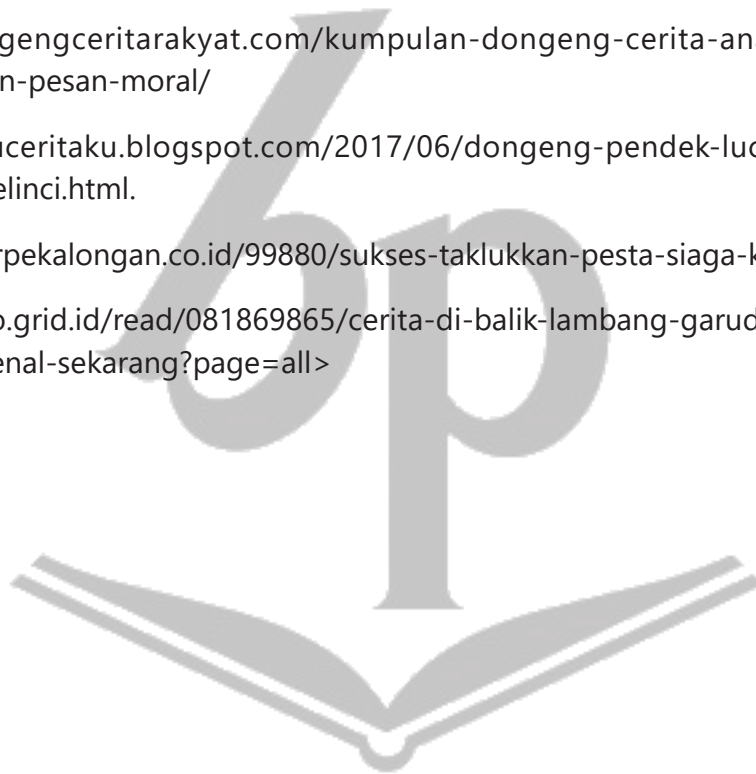 gengceritarakyat.com/kumpulan-dongeng-cerita-an
n-pesan-moral/
uceritaku.blogspot.com/2017/06/dongeng-pendek-luc
elinci.html.
rpekalongan.co.id/99880/sukses-taklukkan-pesta-siaga-k
o.grid.id/read/081869865/cerita-di-balik-lambang-garud
enal-sekarang?page=all>
bp